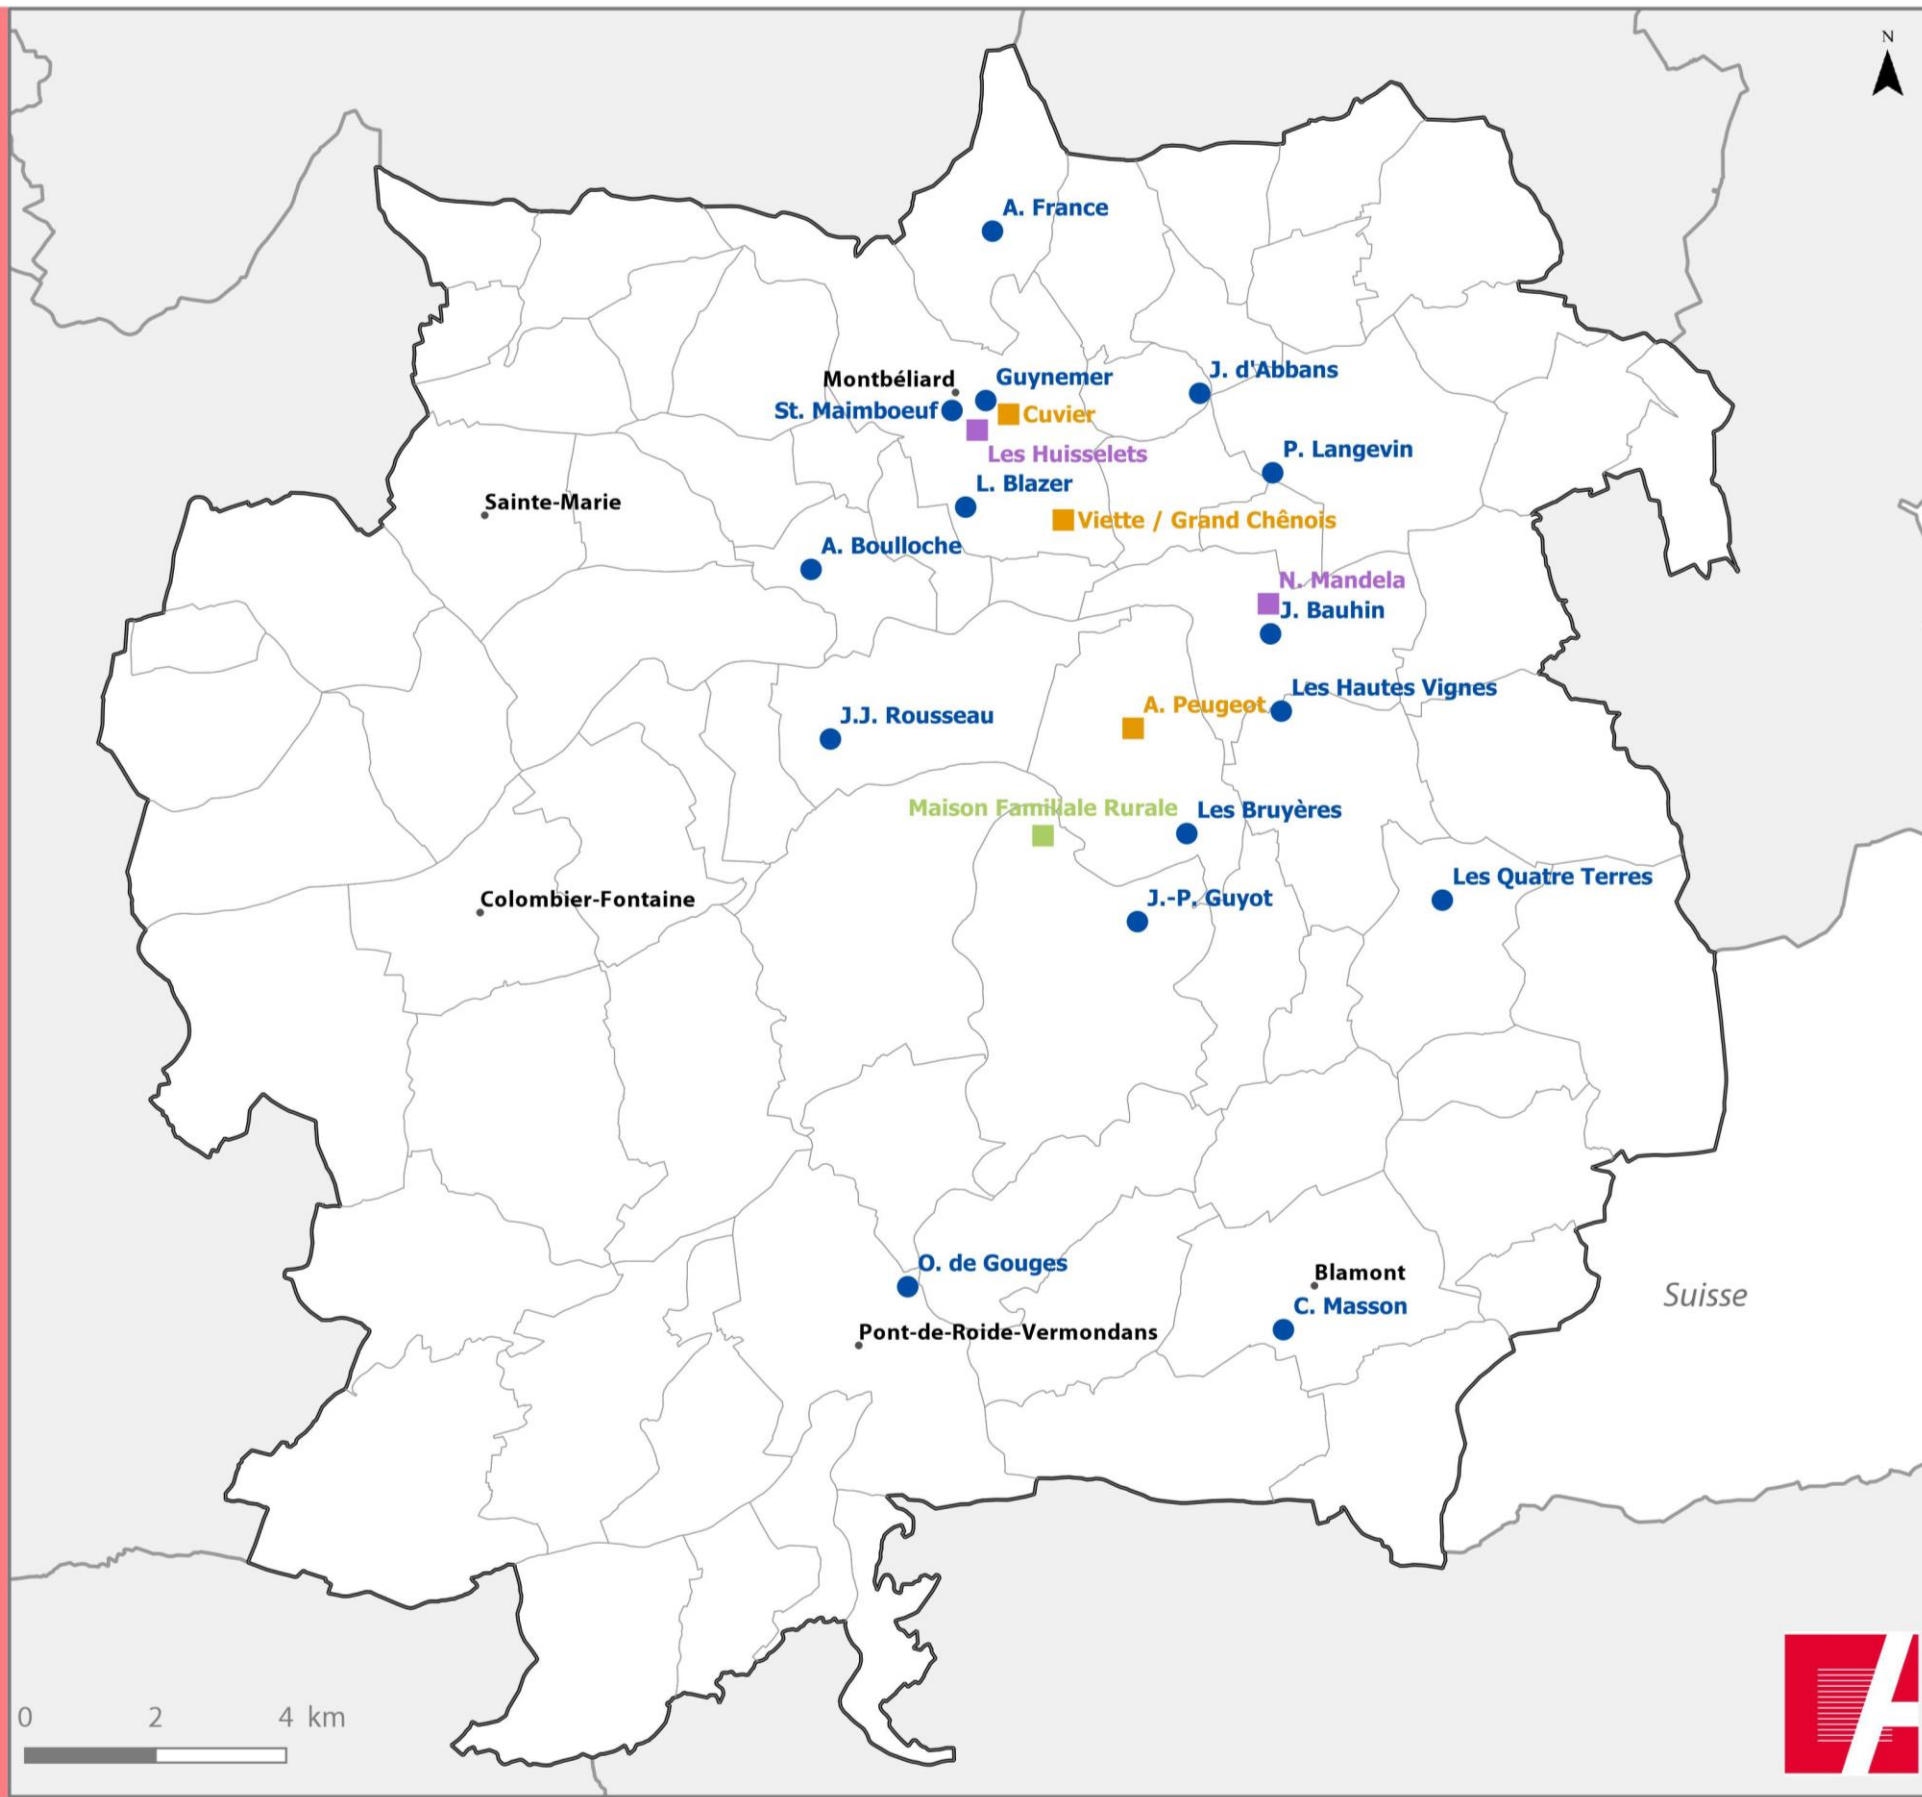 N
A. France
J. d'Abbans
Guynemer
Montbéliard
St. Maimboeuf
Cuvier
P. Langevin
Les Huisselets
L. Blazer
Sainte-Marie
Viette / Grand Chênois
A. Boulloche
N. Mandela
J. Bauhin
Les Hautes Vignes
A. Peugeot
J.J. Rousseau
Maison Familiale Rurale
Les Bruyères
Les Quatre Terres
J.-P. Guyot
Colombier-Fontaine
O. de Gouges
Blamont
Suisse
C. Masson
Pont-de-Roide-Vermondans
0 2 4 km